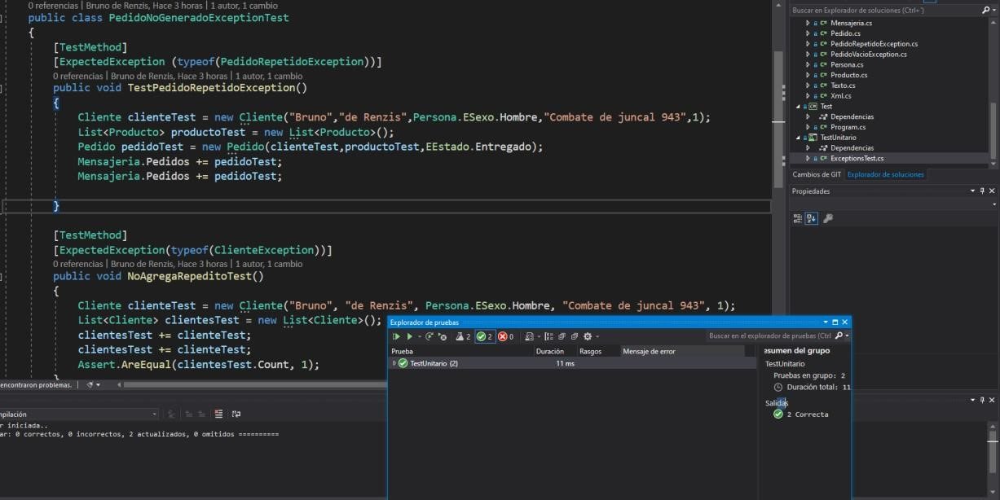 0 referencias | Bruno de Renzis, Hace 3 horas | 1 autor, 1 cambio
public class PedidoNoGeneradoExceptionTest
{
[TestMethod]
[ExpectedException (typeof(PedidoRepetidoException))]
0 referencias | Bruno de Renzis, Hace 3 horas | 1 autor, 1 cambio
public void TestPedidoRepetidoException()
{
Cliente clienteTest = new Cliente("Bruno","de Renzis",Persona.ESexo.Hombre,"Combate de juncal 943",1);
List<Producto> productoTest = new List<Producto>();
Pedido pedidoTest = new Pedido(clienteTest,productoTest,EEstado.Entregado);
Mensajeria.Pedidos += pedidoTest;
Mensajeria.Pedidos += pedidoTest;
}
[TestMethod]
[ExpectedException(typeof(ClienteException))]
0 referencias | Bruno de Renzis, Hace 3 horas | 1 autor, 1 cambio
public void NoAgregaRepeditoTest()
{
Cliente clienteTest = new Cliente("Bruno", "de Renzis", Persona.ESexo.Hombre, "Combate de juncal 943", 1);
List<Cliente> clientesTest = new List<Cliente>();
clientesTest += clienteTest;
clientesTest += clienteTest;
Assert.AreEqual(clientesTest.Count, 1);
}
encontraron problemas.
mpilación
r iniciada..
ar: 0 correctos, 0 incorrectos, 2 actualizados, 0 omitidos ==========
Buscar en Explorador de soluciones (Ctrl+¨)
C# Mensajeria.cs
C# Pedido.cs
C# PedidoRepetidoException.cs
C# PedidoVacioException.cs
C# Persona.cs
C# Producto.cs
C# Texto.cs
C# Xml.cs
C# Test
Dependencias
C# Program.cs
TestUnitario
Dependencias
C# ExceptionsTest.cs
Cambios de GIT Explorador de soluciones
Propiedades
Explorador de pruebas
2 2 0
Buscar en el explorador de pruebas (Ctrl
Prueba Duración Rasgos Mensaje de error
TestUnitario (2) 11 ms
esumen del grupo
TestUnitario
Pruebas en grupo: 2
Duración total: 11
Salidas
2 Correcta